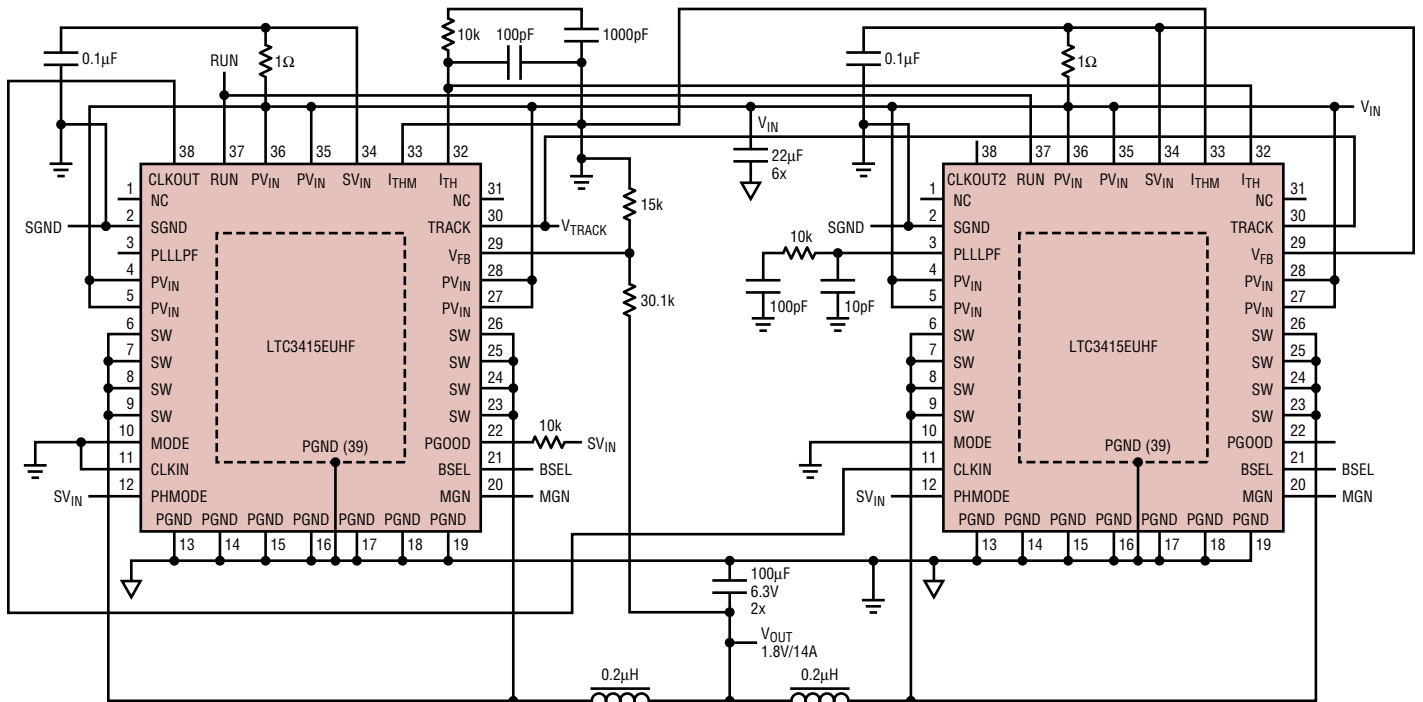 10k
100pF
1000pF
0.1µF
RUN
1Ω
0.1µF
1Ω
VIN
VIN
22µF
6x
38 37 36 35 34 33 32
CLKOUT RUN PVIN PVIN SVIN ITHM ITH
1 NC
SGND 2 SGND
3 PLLLPF
4 PVIN
5 PVIN
6 SW
7 SW
8 SW
9 SW
10 MODE
11 CLKIN
SVIN 12 PHMODE
LTC3415EUHF
PGND (39)
NC 31
TRACK 30 VTRACK
VFB 29
PVIN 28
PVIN 27
SW 26
SW 25
SW 24
SW 23
PGOOD 22 10k SVIN
BSEL 21 BSEL
MGN 20 MGN
PGND PGND PGND PGND PGND PGND PGND
13 14 15 16 17 18 19
15k
30.1k
38 37 36 35 34 33 32
CLKOUT2 RUN PVIN PVIN SVIN ITHM ITH
1 NC
SGND 2 SGND
10k
3 PLLLPF
100pF
10pF
4 PVIN
5 PVIN
6 SW
7 SW
8 SW
9 SW
10 MODE
11 CLKIN
SVIN 12 PHMODE
LTC3415EUHF
PGND (39)
NC 31
TRACK 30
VFB 29
PVIN 28
PVIN 27
SW 26
SW 25
SW 24
SW 23
PGOOD 22
BSEL 21 BSEL
MGN 20 MGN
PGND PGND PGND PGND PGND PGND PGND
13 14 15 16 17 18 19
100µF
6.3V
2x
VOUT
1.8V/14A
0.2µH
0.2µH